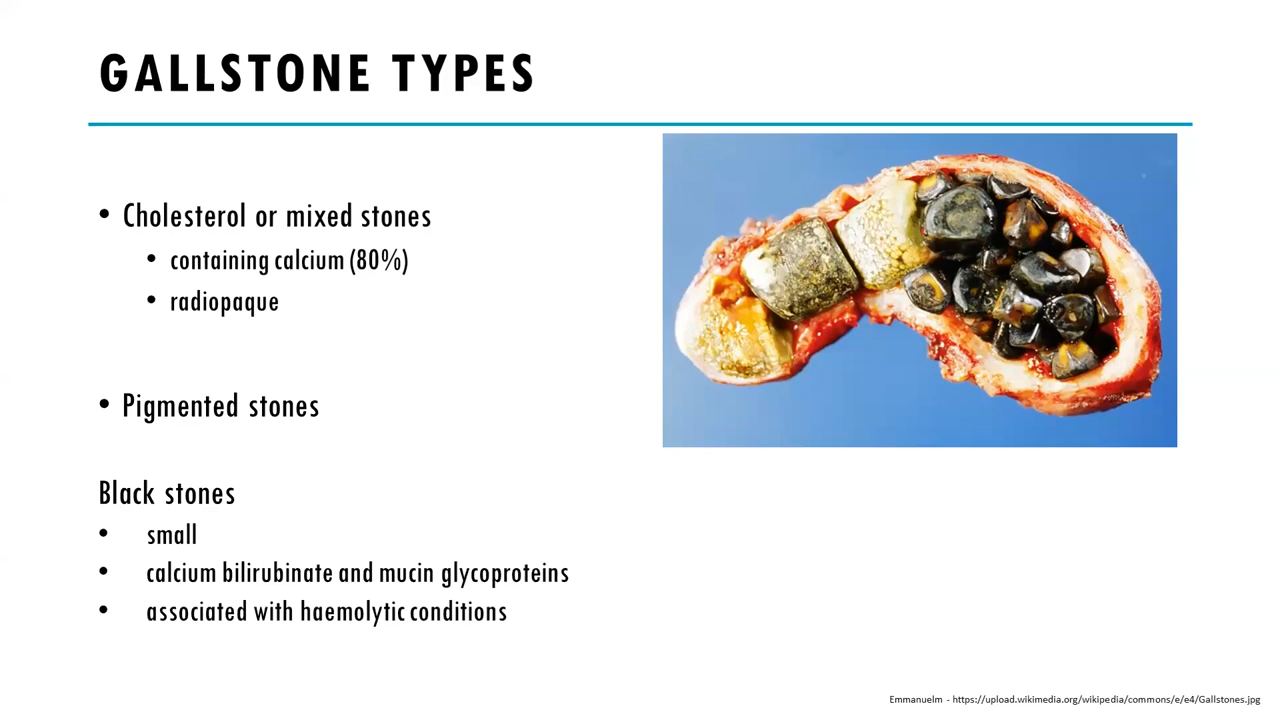 GALLSTONE TYPES
• Cholesterol or mixed stones
• containing calcium (80%)
• radiopaque
• Pigmented stones
Black stones
• small
• calcium bilirubinate and mucin glycoproteins
• associated with haemolytic conditions
Emmanuelm - https://upload.wikimedia.org/wikipedia/commons/e/e4/Gallstones.jpg